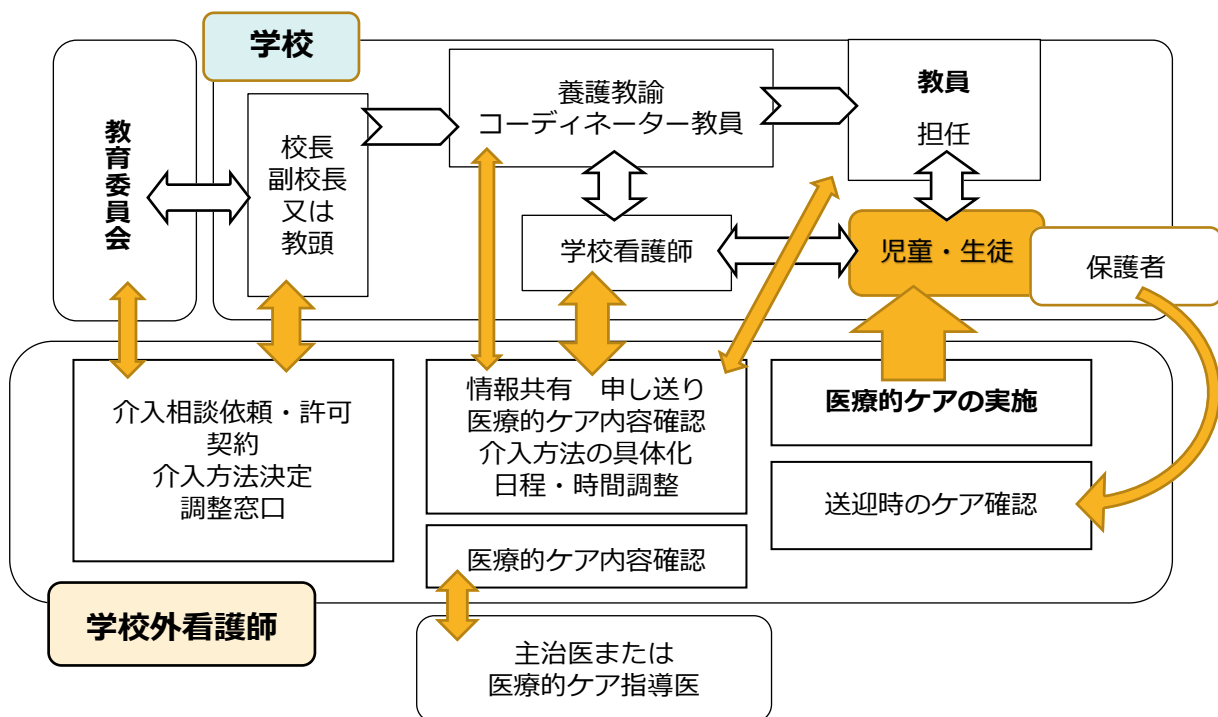 学校
教育委員会
校長
副校長
又は
教頭
養護教諭
コーディネーター教員
教員
担任
学校看護師
児童・生徒
保護者
介入相談依頼・許可
契約
介入方法決定
調整窓口
情報共有　申し送り
医療的ケア内容確認
介入方法の具体化
日程・時間調整
医療的ケアの実施
送迎時のケア確認
医療的ケア内容確認
学校外看護師
主治医または
医療的ケア指導医